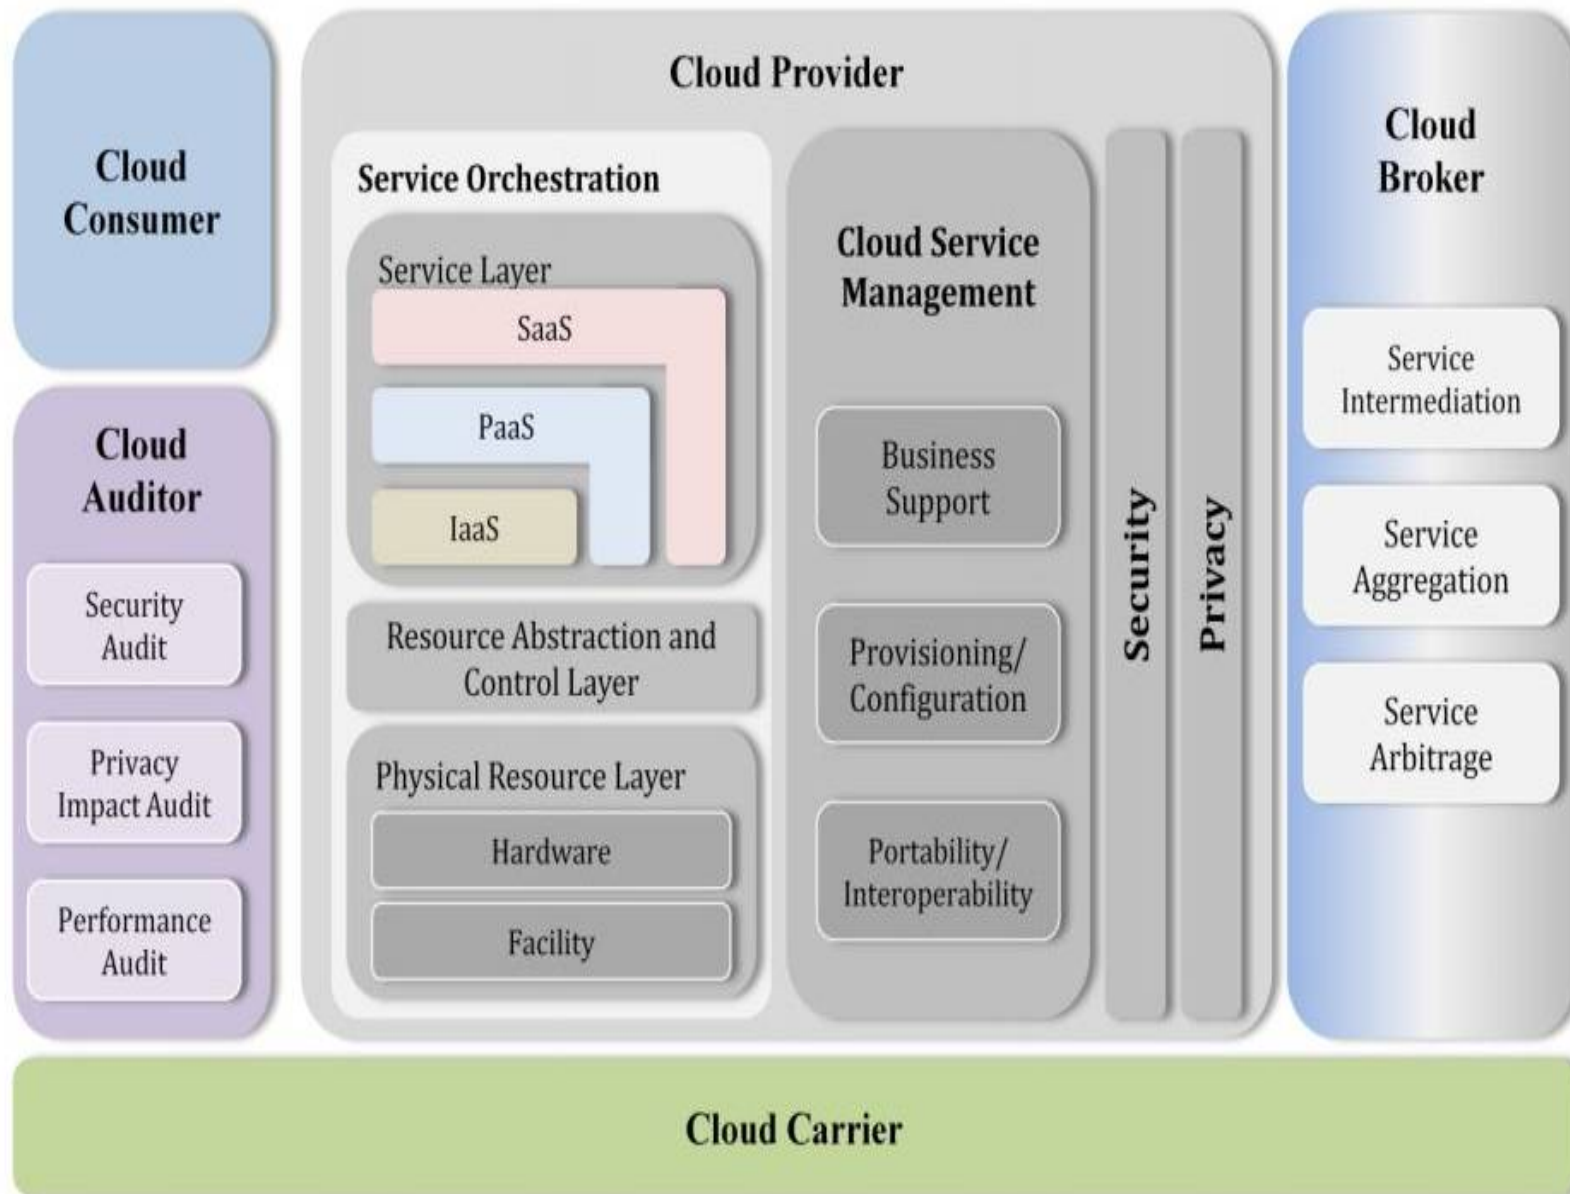 Cloud
Consumer
Cloud
Auditor
Security
Audit
Privacy
Impact Audit
Performance
Audit
Cloud Provider
Service Orchestration
Service Layer
SaaS
PaaS
IaaS
Resource Abstraction and
Control Layer
Physical Resource Layer
Hardware
Facility
Cloud Service
Management
Business
Support
Provisioning/
Configuration
Portability/
Interoperability
Security
Privacy
Cloud
Broker
Service
Intermediation
Service
Aggregation
Service
Arbitrage
Cloud Carrier